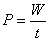 P = W/t